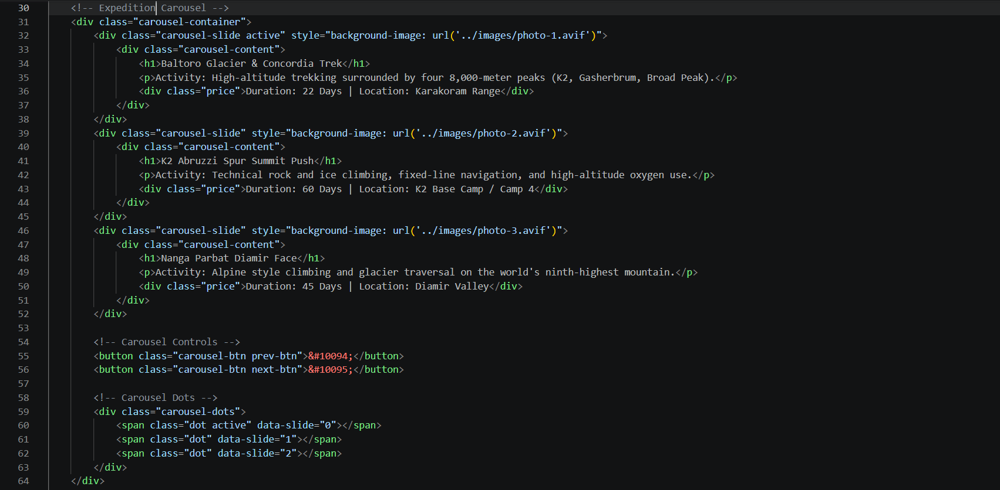 30 <!-- Expedition Carousel -->
31 <div class="carousel-container">
32 <div class="carousel-slide active" style="background-image: url('../images/photo-1.avif')">
33 <div class="carousel-content">
34 <h1>Baltoro Glacier & Concordia Trek</h1>
35 <p>Activity: High-altitude trekking surrounded by four 8,000-meter peaks (K2, Gasherbrum, Broad Peak).</p>
36 <div class="price">Duration: 22 Days | Location: Karakoram Range</div>
37 </div>
38 </div>
39 <div class="carousel-slide" style="background-image: url('../images/photo-2.avif')">
40 <div class="carousel-content">
41 <h1>K2 Abruzzi Spur Summit Push</h1>
42 <p>Activity: Technical rock and ice climbing, fixed-line navigation, and high-altitude oxygen use.</p>
43 <div class="price">Duration: 60 Days | Location: K2 Base Camp / Camp 4</div>
44 </div>
45 </div>
46 <div class="carousel-slide" style="background-image: url('../images/photo-3.avif')">
47 <div class="carousel-content">
48 <h1>Nanga Parbat Diamir Face</h1>
49 <p>Activity: Alpine style climbing and glacier traversal on the world's ninth-highest mountain.</p>
50 <div class="price">Duration: 45 Days | Location: Diamir Valley</div>
51 </div>
52 </div>
53
54 <!-- Carousel Controls -->
55 <button class="carousel-btn prev-btn">&#10094;</button>
56 <button class="carousel-btn next-btn">&#10095;</button>
57
58 <!-- Carousel Dots -->
59 <div class="carousel-dots">
60 <span class="dot active" data-slide="0"></span>
61 <span class="dot" data-slide="1"></span>
62 <span class="dot" data-slide="2"></span>
63 </div>
64 </div>